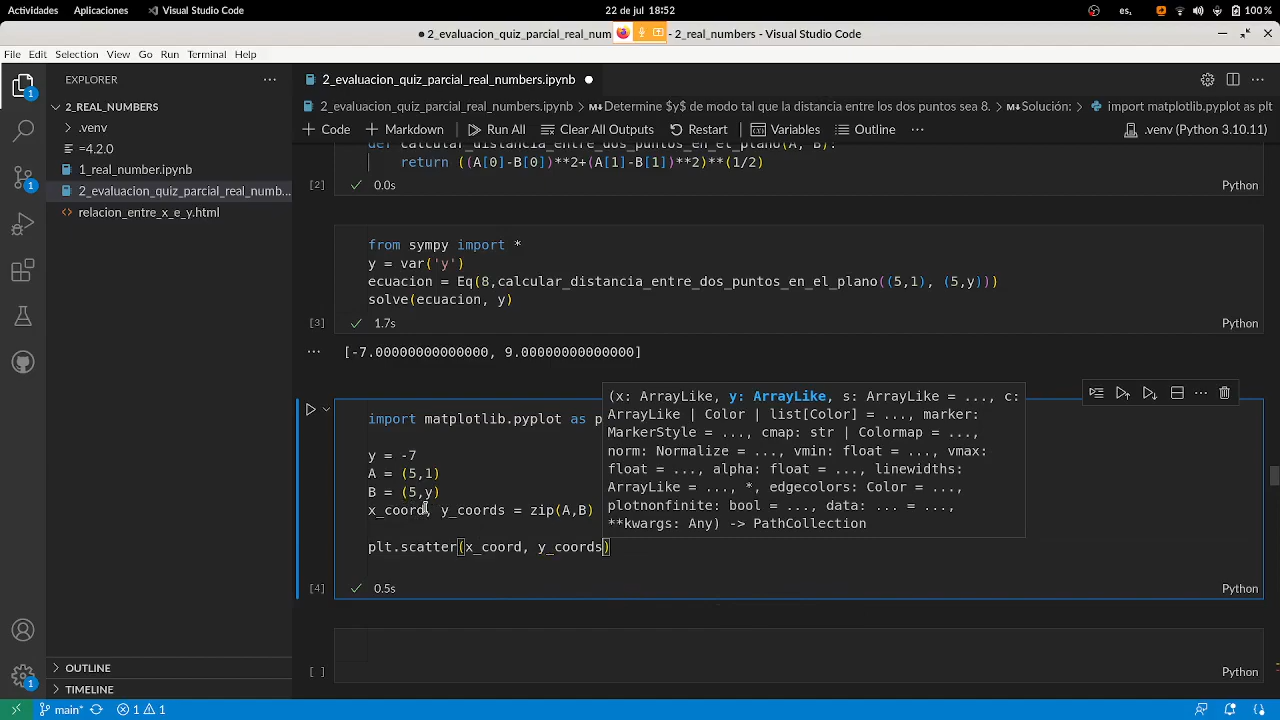 Actividades Aplicaciones Visual Studio Code 22 de jul 18:52 es, 100 %
● 2_evaluacion_quiz_parcial_real_num - 2_real_numbers - Visual Studio Code
File Edit Selection View Go Run Terminal Help
EXPLORER
2_evaluacion_quiz_parcial_real_numbers.ipynb
2_REAL_NUMBERS
2_evaluacion_quiz_parcial_real_numbers.ipynb > Determine $y$ de modo tal que la distancia entre los dos puntos sea 8. > Solución: > import matplotlib.pyplot as plt
.venv
+ Code + Markdown Run All Clear All Outputs Restart Variables Outline ··· .venv (Python 3.10.11)
=4.2.0
1_real_number.ipynb
2_evaluacion_quiz_parcial_real_numb...
relacion_entre_x_e_y.html
def calcular_distancia_entre_dos_puntos_en_el_plano(A, B):
return ((A[0]-B[0])**2+(A[1]-B[1])**2)**(1/2)
[2] 0.0s Python
from sympy import *
y = var('y')
ecuacion = Eq(8,calcular_distancia_entre_dos_puntos_en_el_plano((5,1), (5,y)))
solve(ecuacion, y)
[3] 1.7s Python
[-7.00000000000000, 9.00000000000000]
import matplotlib.pyplot as p
y = -7
A = (5,1)
B = (5,y)
x_coord, y_coords = zip(A,B)
plt.scatter(x_coord, y_coords)
[4] 0.5s Python
(x: ArrayLike, y: ArrayLike, s: ArrayLike = ..., c:
ArrayLike | Color | list[Color] = ..., marker:
MarkerStyle = ..., cmap: str | Colormap = ...,
norm: Normalize = ..., vmin: float = ..., vmax:
float = ..., alpha: float = ..., linewidths:
ArrayLike = ..., *, edgecolors: Color = ...,
plotnonfinite: bool = ..., data: ... = ...,
**kwargs: Any) -> PathCollection
[ ] Python
OUTLINE
TIMELINE
main* 1 1